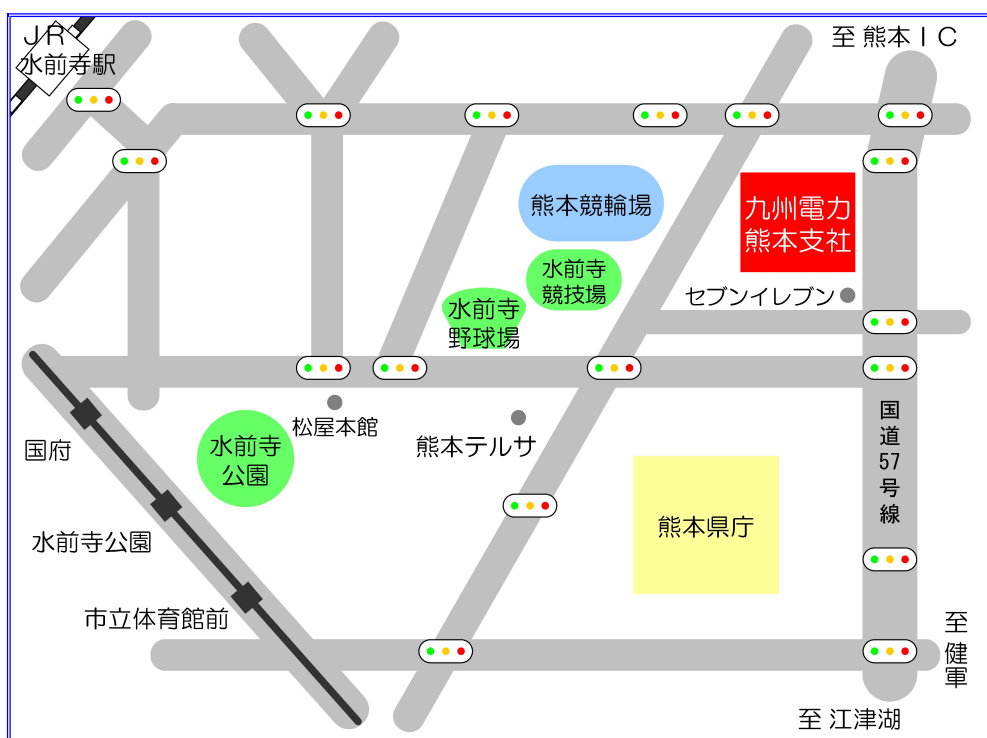 ＪＲ
水前寺駅
至 熊本ＩＣ
熊本競輪場
九州電力
熊本支社
水前寺
競技場
セブンイレブン
水前寺
野球場
松屋本館
熊本テルサ
水前寺
公園
国府
国道57号線
熊本県庁
水前寺公園
市立体育館前
至健軍
至 江津湖